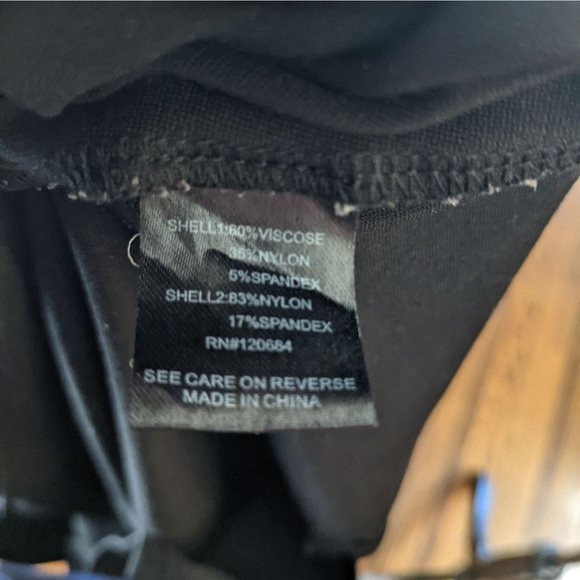 SHELL1:60%VISCOSE
35%NYLON
5%SPANDEX
SHELL2:83%NYLON
17%SPANDEX
RN#120684
SEE CARE ON REVERSE
MADE IN CHINA